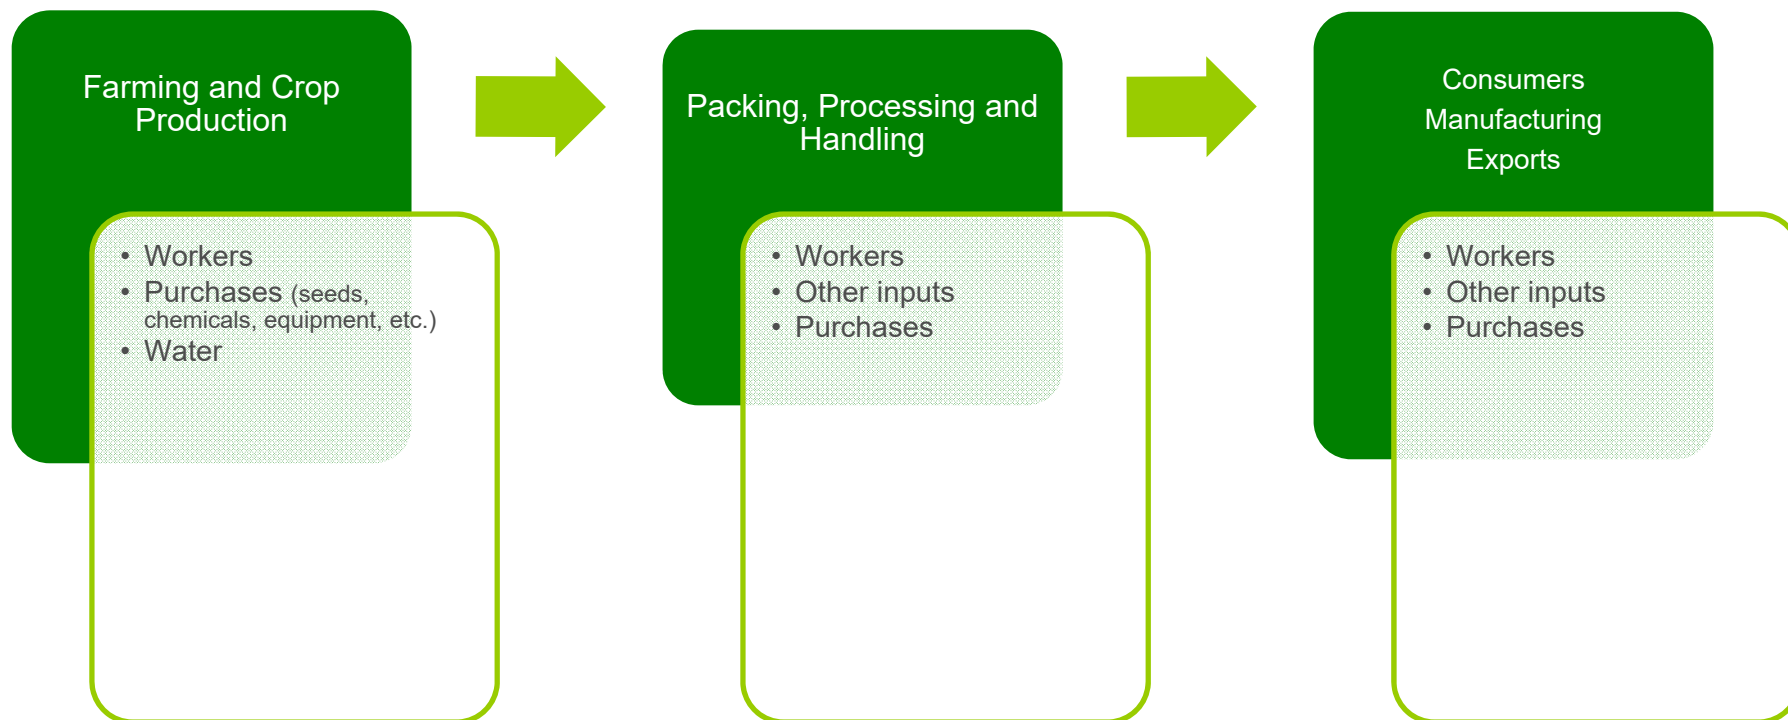 Farming and Crop
Production
• Workers
• Purchases (seeds,
chemicals, equipment, etc.)
• Water
Packing, Processing and
Handling
• Workers
• Other inputs
• Purchases
Consumers
Manufacturing
Exports
• Workers
• Other inputs
• Purchases